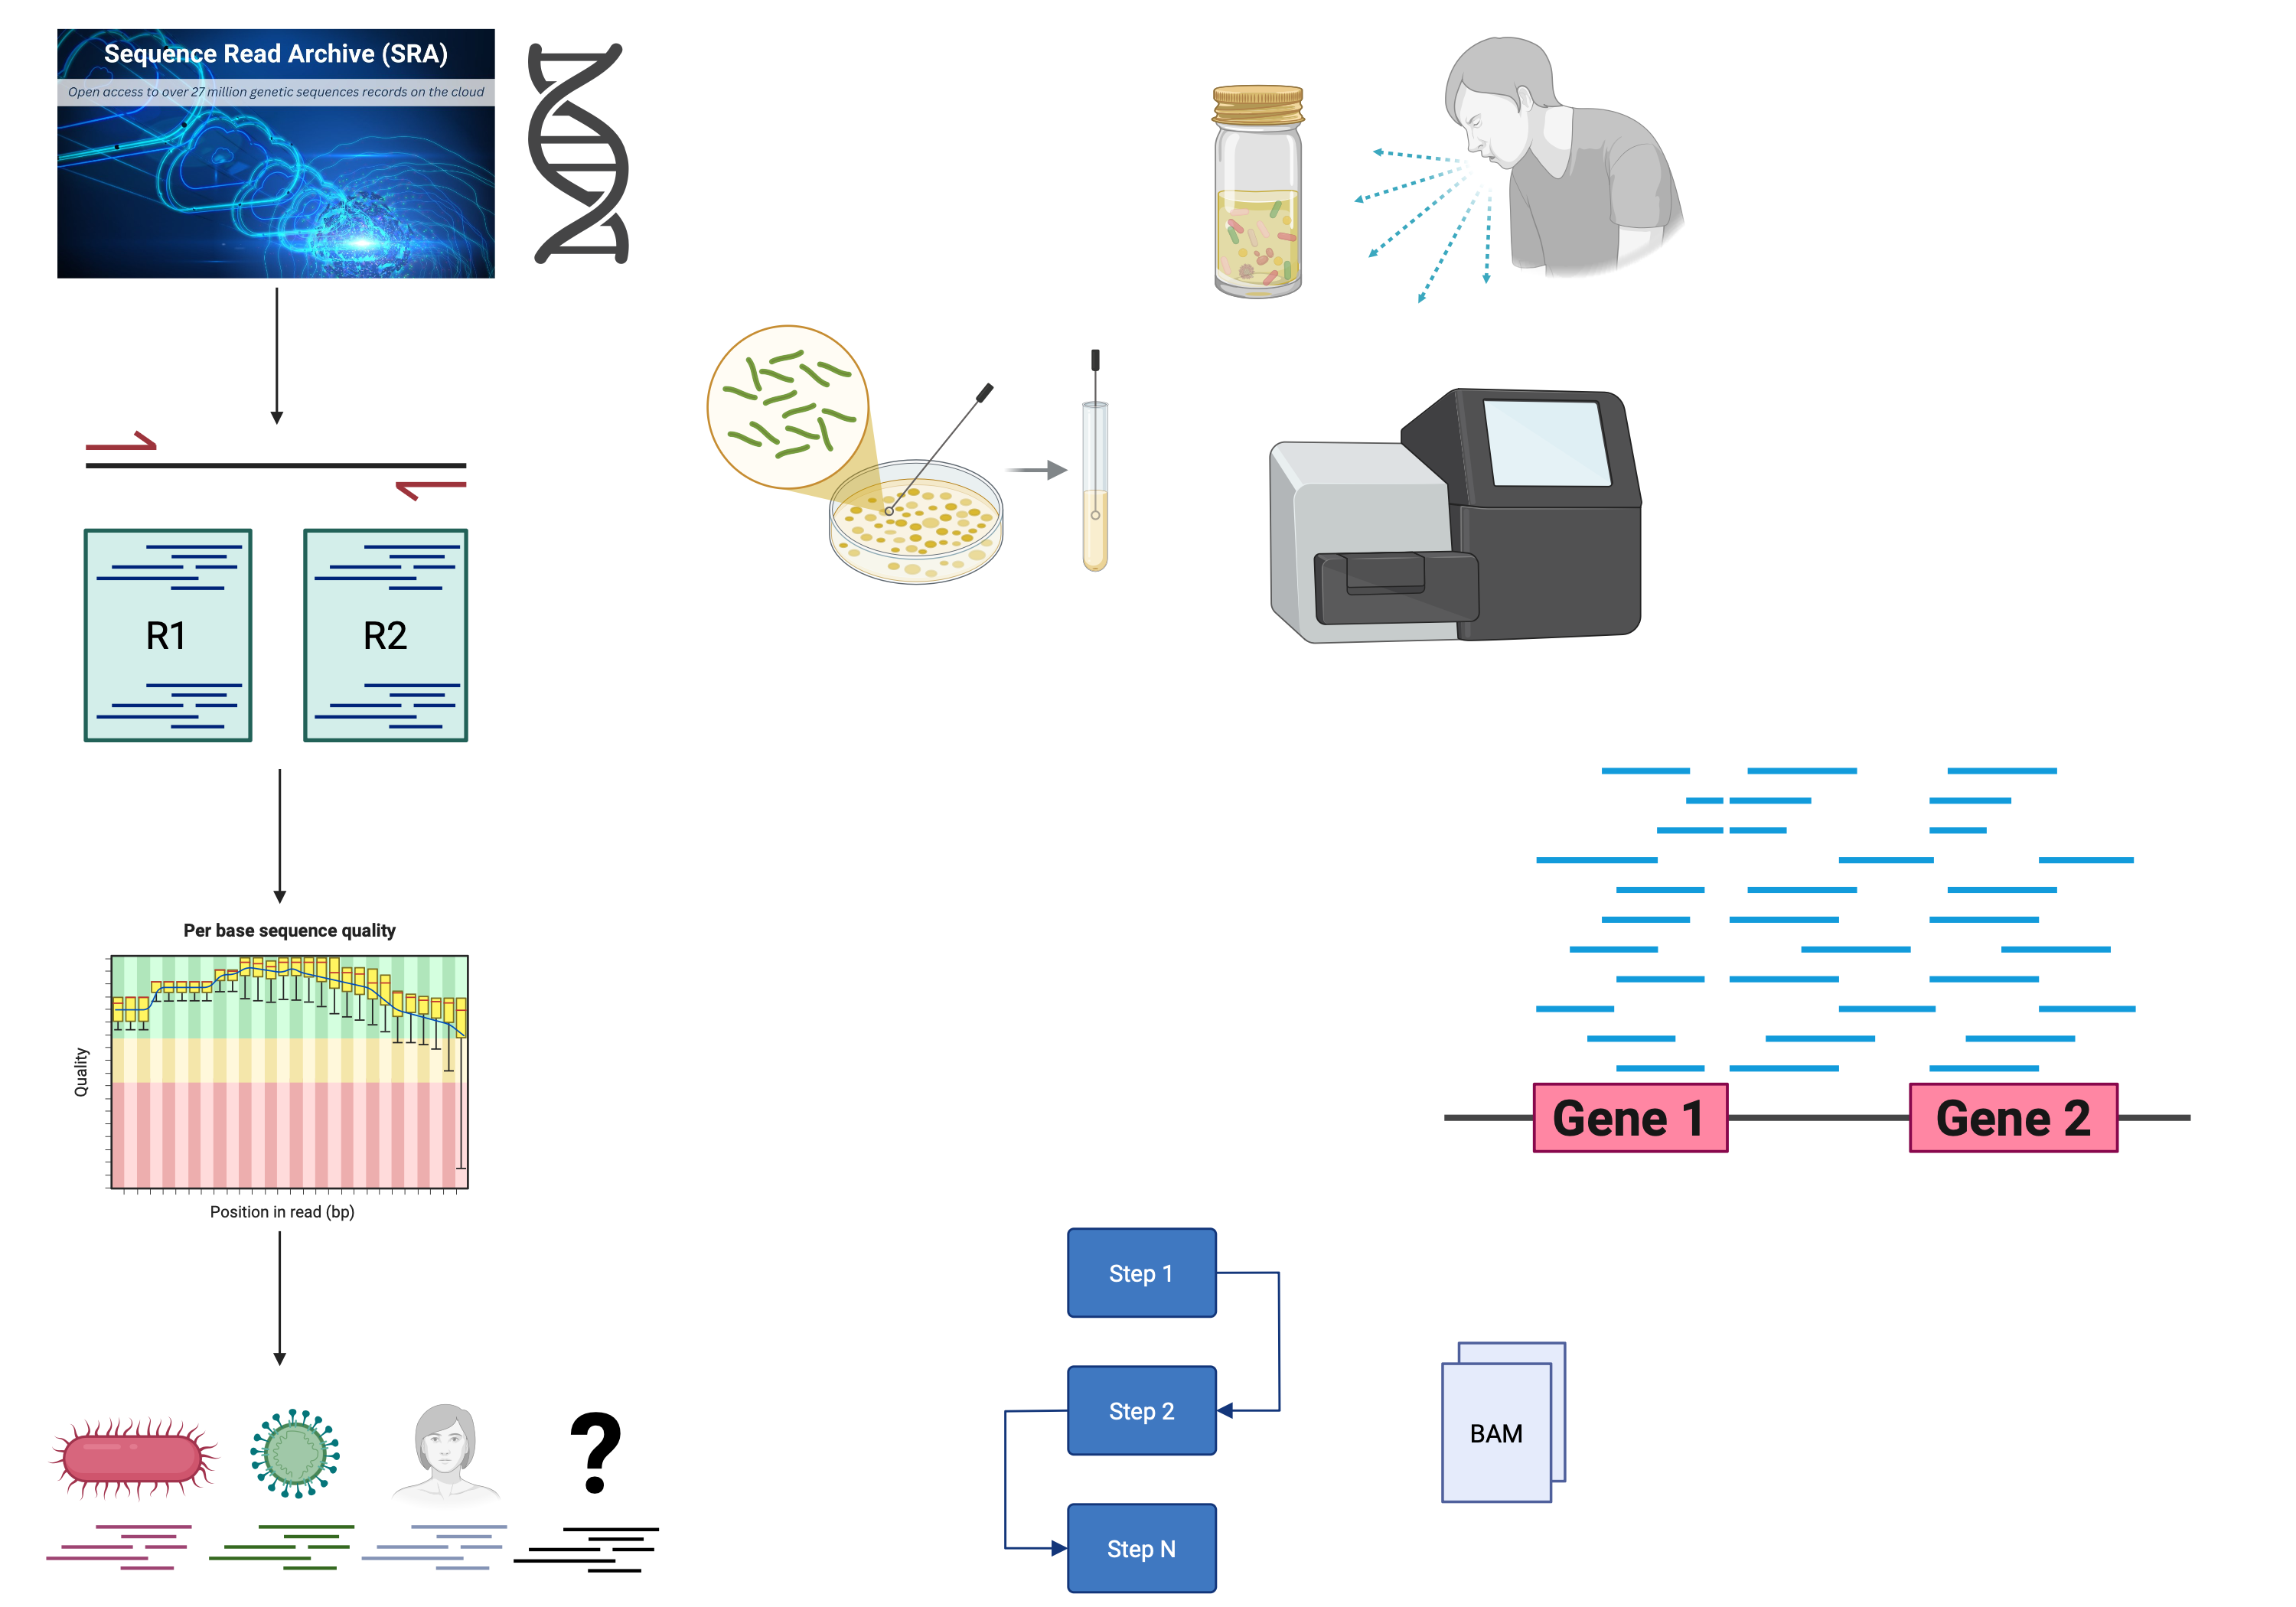 Sequence Read Archive (SRA)
Open access to over 27 million genetic sequences records on the cloud
R1
R2
Per base sequence quality
Quality
Position in read (bp)
?
Gene 1
Gene 2
Step 1
Step 2
Step N
BAM